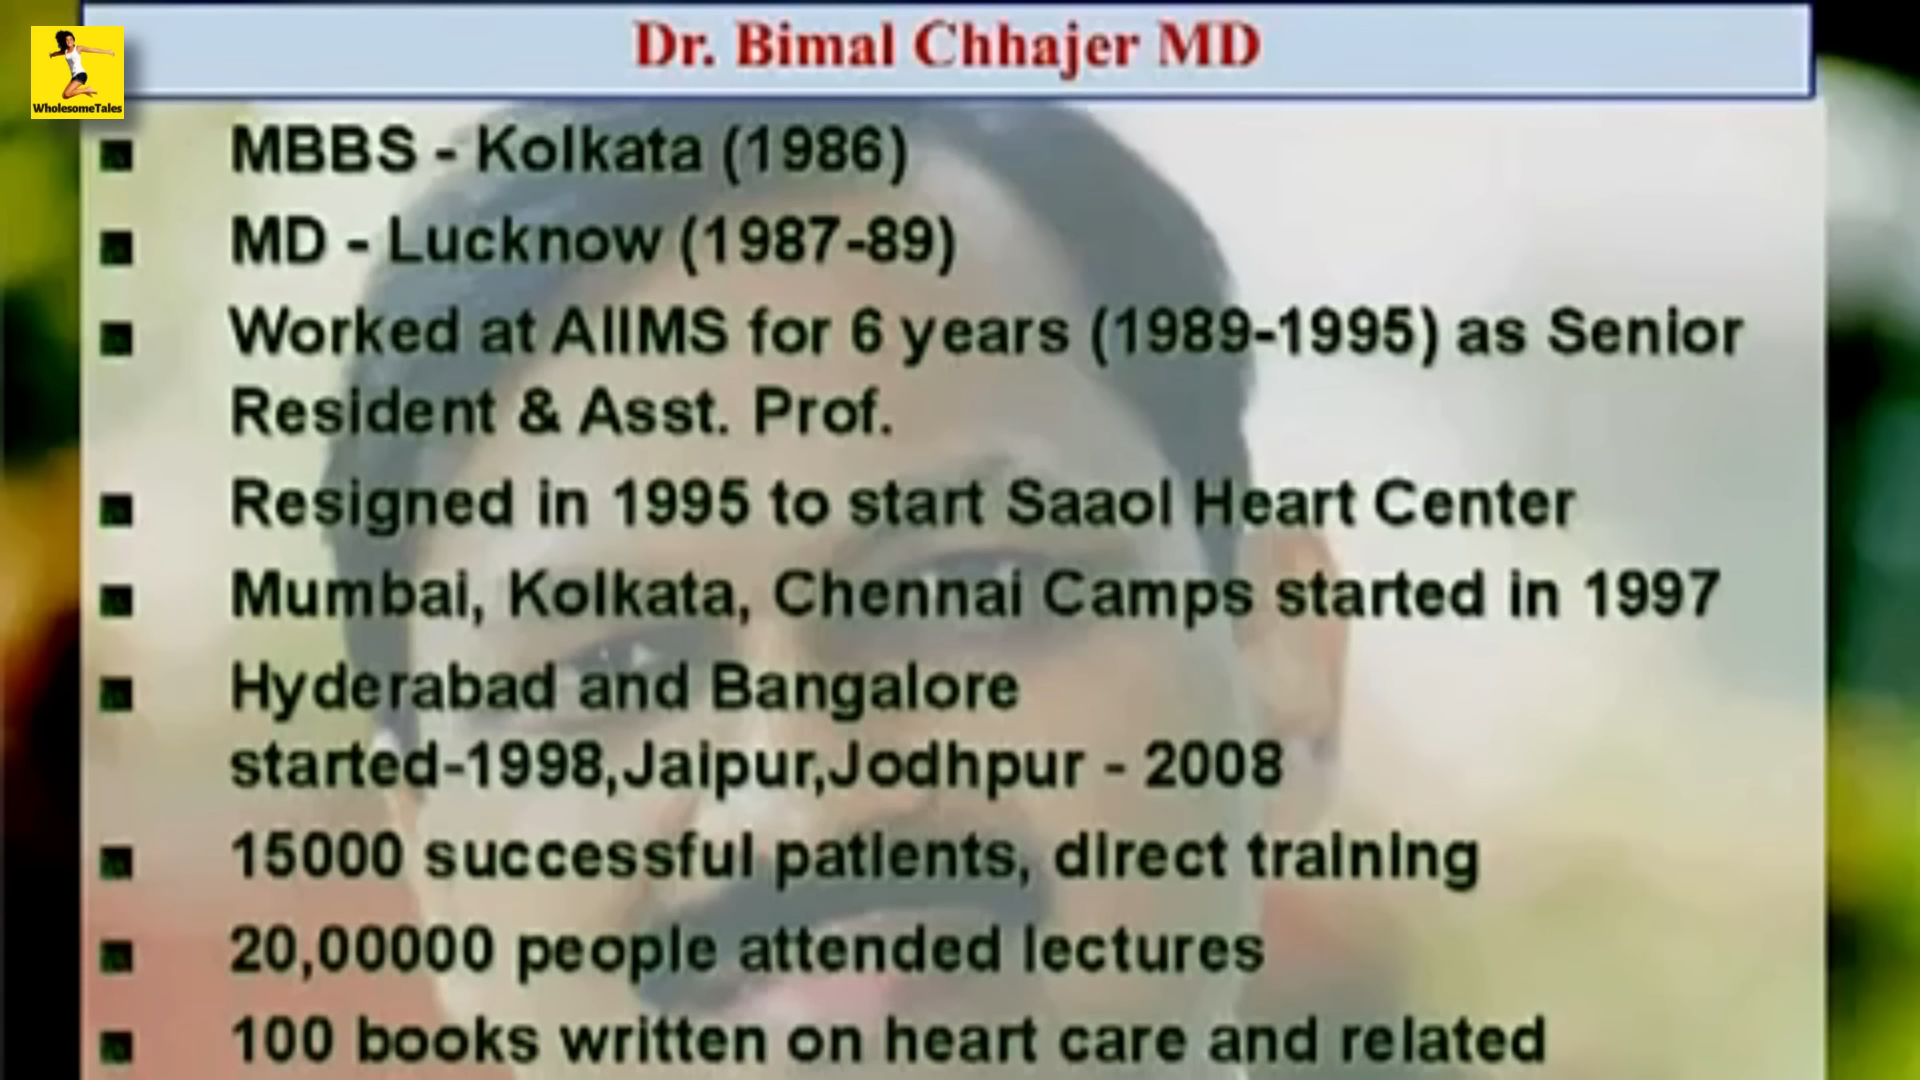 Dr. Bimal Chhajer MD
WholesomeTales
MBBS - Kolkata (1986)
MD - Lucknow (1987-89)
Worked at AIIMS for 6 years (1989-1995) as Senior
Resident & Asst. Prof.
Resigned in 1995 to start Saaol Heart Center
Mumbai, Kolkata, Chennai Camps started in 1997
Hyderabad and Bangalore
started-1998,Jaipur,Jodhpur - 2008
15000 successful patients, direct training
20,00000 people attended lectures
100 books written on heart care and related